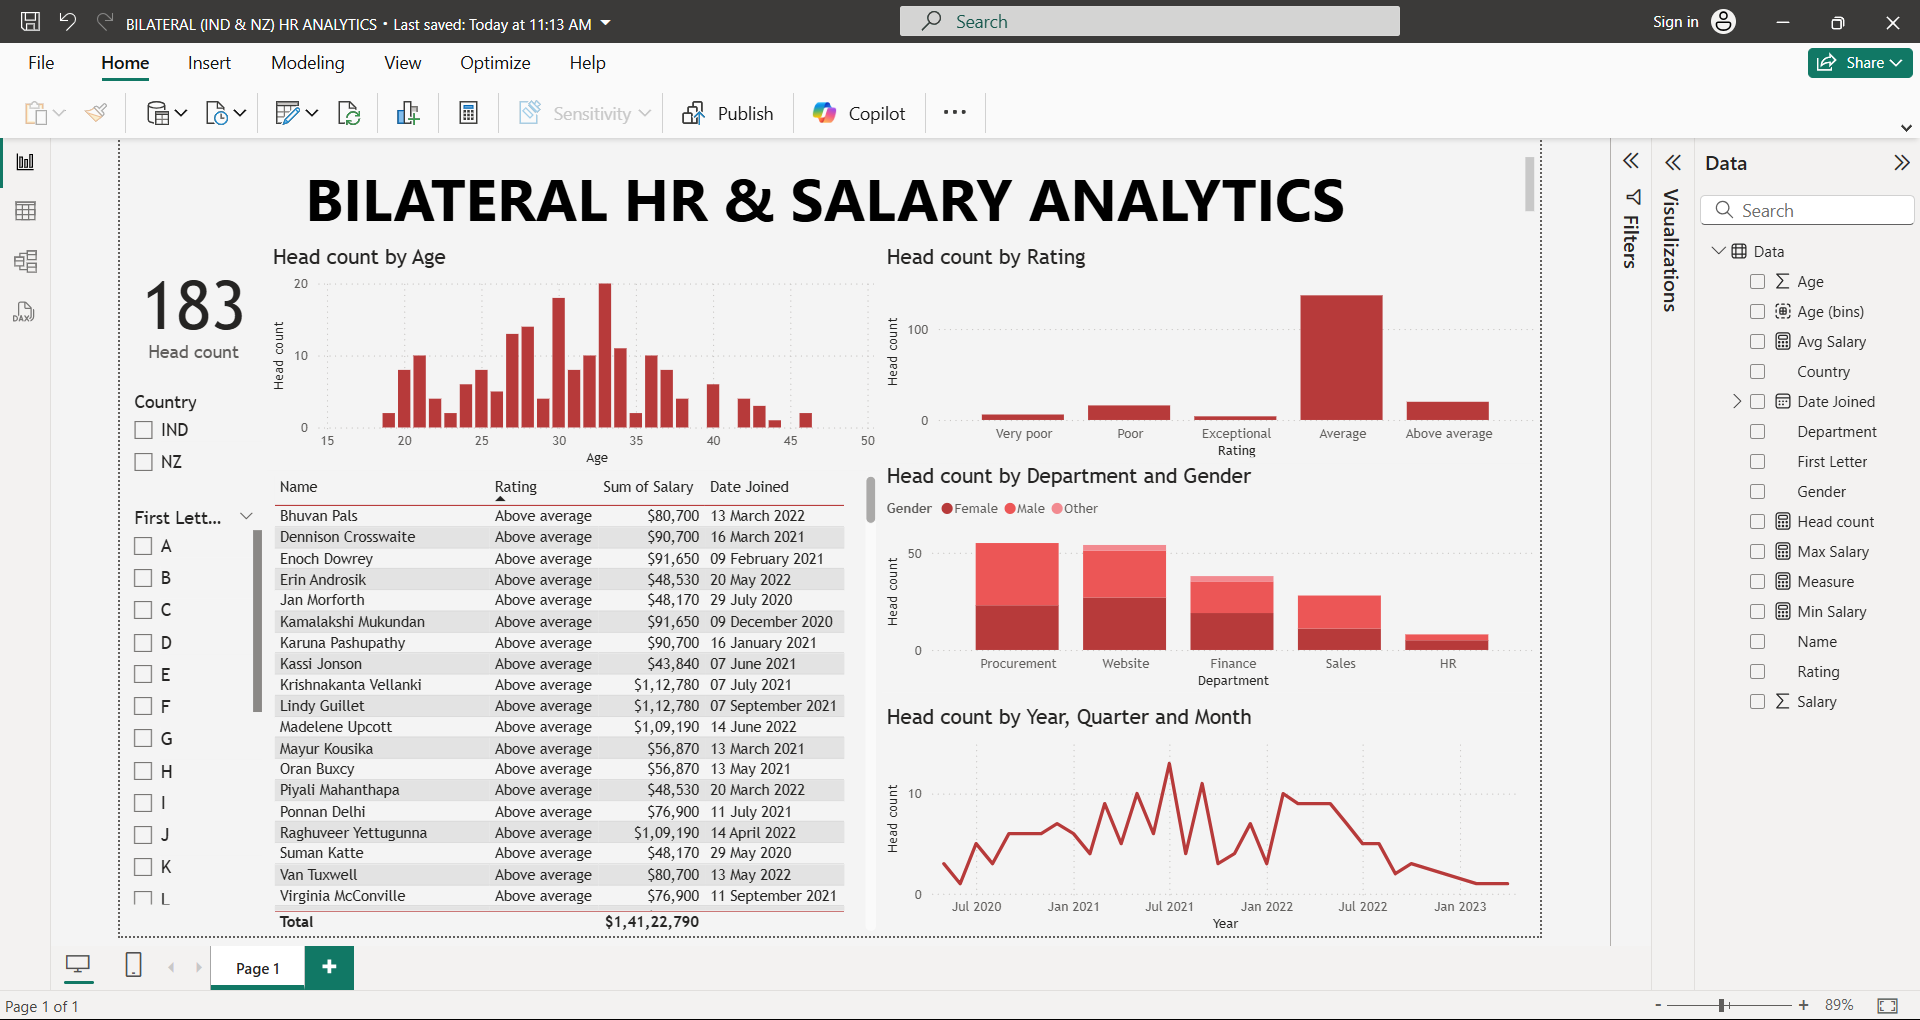 BILATERAL (IND & NZ) HR ANALYTICS • Last saved: Today at 11:13 AM
Search
Sign in
File Home Insert Modeling View Optimize Help
Share
Sensitivity
Publish
Copilot
BILATERAL HR & SALARY ANALYTICS
183
Head count
Country
IND
NZ
First Lett...
A
B
C
D
E
F
G
H
I
J
K
L
Head count by Age
Head count
20
10
0
15 20 25 30 35 40 45 50
Age
Name Rating Sum of Salary Date Joined
Bhuvan Pals Above average $80,700 13 March 2022
Dennison Crosswaite Above average $90,700 16 March 2021
Enoch Dowrey Above average $91,650 09 February 2021
Erin Androsik Above average $48,530 20 May 2022
Jan Morforth Above average $48,170 29 July 2020
Kamalakshi Mukundan Above average $91,650 09 December 2020
Karuna Pashupathy Above average $90,700 16 January 2021
Kassi Jonson Above average $43,840 07 June 2021
Krishnakanta Vellanki Above average $1,12,780 07 July 2021
Lindy Guillet Above average $1,12,780 07 September 2021
Madelene Upcott Above average $1,09,190 14 June 2022
Mayur Kousika Above average $56,870 13 March 2021
Oran Buxcy Above average $56,870 13 May 2021
Piyali Mahanthapa Above average $48,530 20 March 2022
Ponnan Delhi Above average $76,900 11 July 2021
Raghuveer Yettugunna Above average $1,09,190 14 April 2022
Suman Katte Above average $48,170 29 May 2020
Van Tuxwell Above average $80,700 13 May 2022
Virginia McConville Above average $76,900 11 September 2021
Total $1,41,22,790
Head count by Rating
Head count
100
0
Very poor Poor Exceptional Average Above average
Rating
Head count by Department and Gender
Gender Female Male Other
Head count
50
0
Procurement Website Finance Sales HR
Department
Head count by Year, Quarter and Month
Head count
10
0
Jul 2020 Jan 2021 Jul 2021 Jan 2022 Jul 2022 Jan 2023
Year
Filters
Visualizations
Data
Search
Data
Age
Age (bins)
Avg Salary
Country
Date Joined
Department
First Letter
Gender
Head count
Max Salary
Measure
Min Salary
Name
Rating
Salary
DAX
Page 1
Page 1 of 1
89%